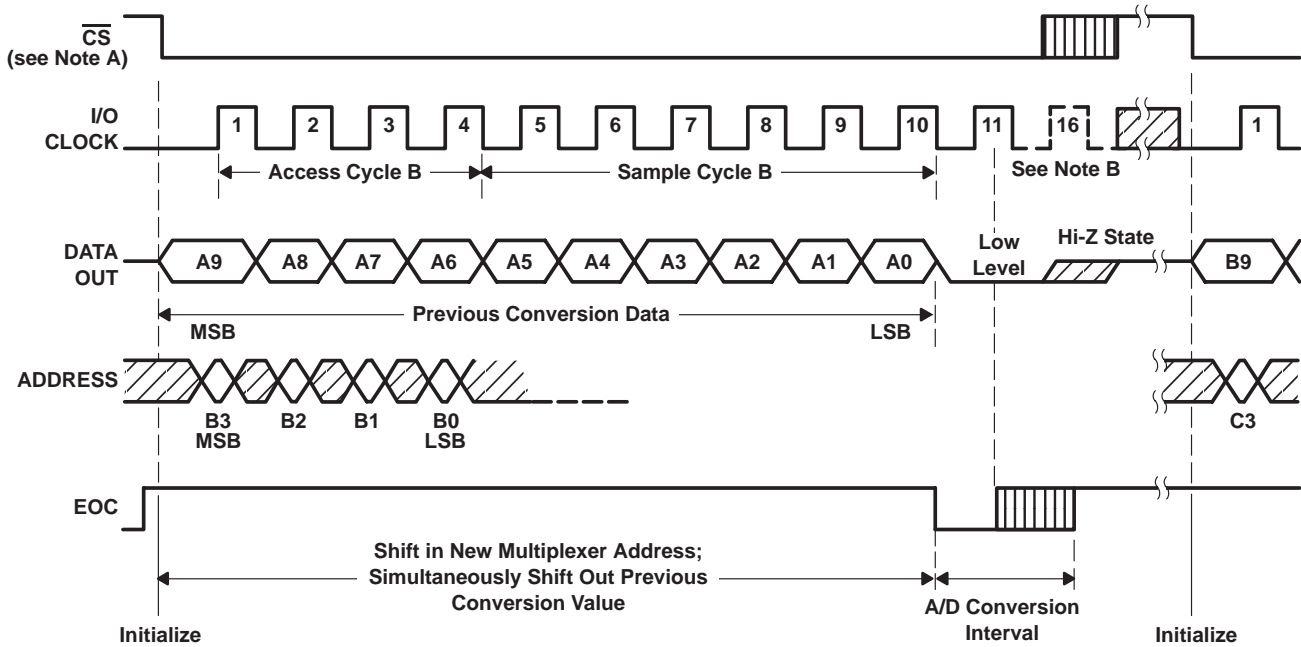 CS
(see Note A)
I/O
CLOCK
1 2 3 4 5 6 7 8 9 10 11 16 1
Access Cycle B
Sample Cycle B
See Note B
DATA
OUT
A9 A8 A7 A6 A5 A4 A3 A2 A1 A0
Low
Level
Hi-Z State
B9
Previous Conversion Data
MSB
LSB
ADDRESS
B3 B2 B1 B0 C3
MSB LSB
EOC
Shift in New Multiplexer Address;
Simultaneously Shift Out Previous
Conversion Value
A/D Conversion
Interval
Initialize
Initialize